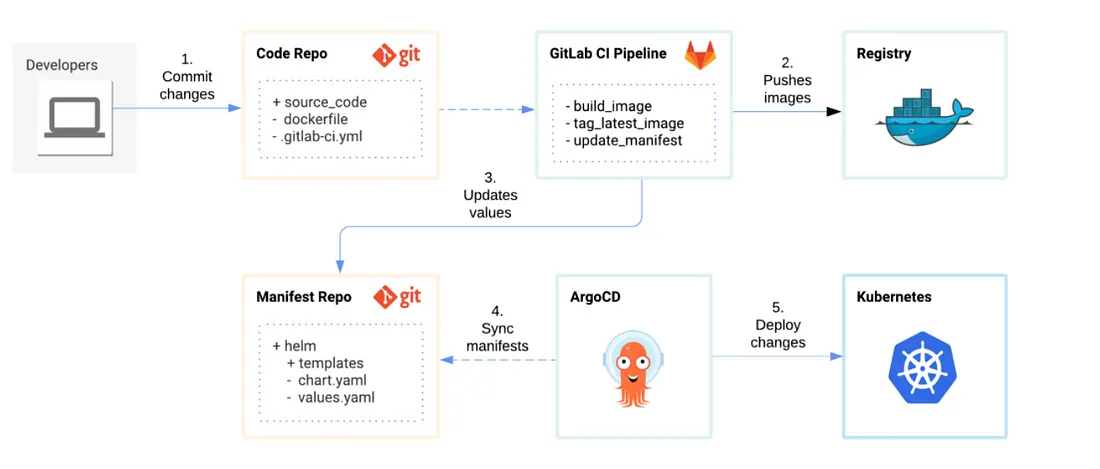 Developers
1.
Commit
changes
Code Repo
git
+ source_code
- dockerfile
- .gitlab-ci.yml
GitLab CI Pipeline
- build_image
- tag_latest_image
- update_manifest
2.
Pushes
images
Registry
3.
Updates
values
Manifest Repo
git
+ helm
+ templates
- chart.yaml
- values.yaml
4.
Sync
manifests
ArgoCD
5.
Deploy
changes
Kubernetes